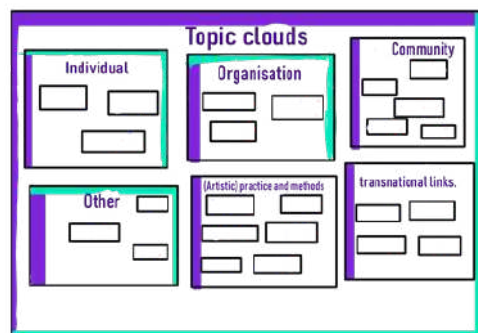 Topic clouds
Individual
Organisation
Community
Other
(Artistic) practice and methods
transnational links.